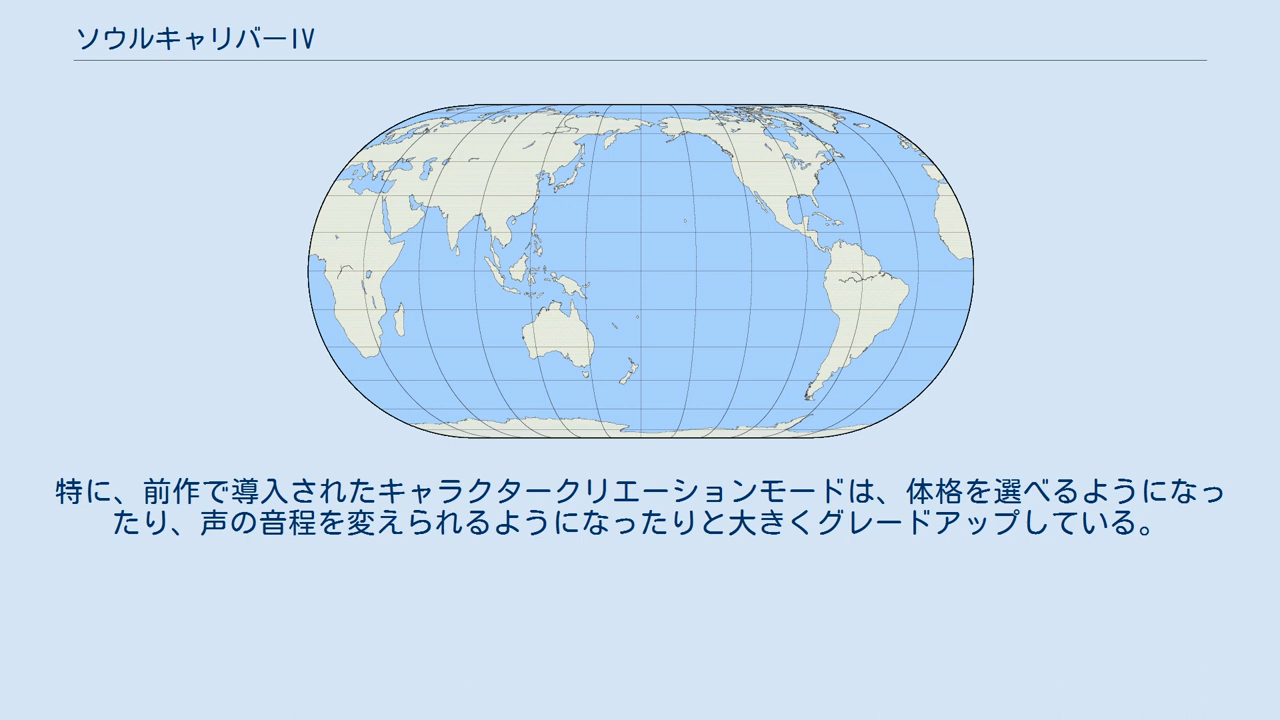 ソウルキャリバーIV
特に、前作で導入されたキャラクタークリエーションモードは、体格を選べるようになっ
たり、声の音程を変えられるようになったりと大きくグレードアップしている。